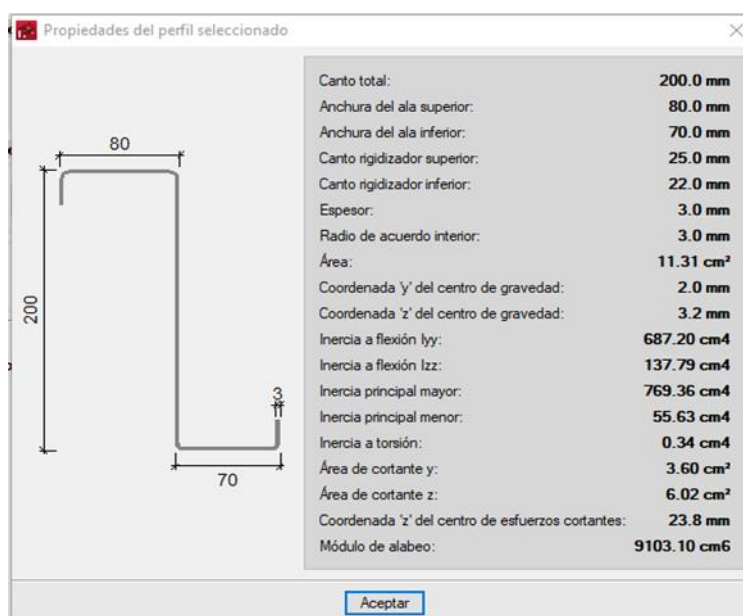 Propiedades del perfil seleccionado
80
200
3
70
Canto total: 200.0 mm
Anchura del ala superior: 80.0 mm
Anchura del ala inferior: 70.0 mm
Canto rigidizador superior: 25.0 mm
Canto rigidizador inferior: 22.0 mm
Espesor: 3.0 mm
Radio de acuerdo interior: 3.0 mm
Área: 11.31 cm²
Coordenada 'y' del centro de gravedad: 2.0 mm
Coordenada 'z' del centro de gravedad: 3.2 mm
Inercia a flexión Iyy: 687.20 cm4
Inercia a flexión Izz: 137.79 cm4
Inercia principal mayor: 769.36 cm4
Inercia principal menor: 55.63 cm4
Inercia a torsión: 0.34 cm4
Área de cortante y: 3.60 cm²
Área de cortante z: 6.02 cm²
Coordenada 'z' del centro de esfuerzos cortantes: 23.8 mm
Módulo de alabeo: 9103.10 cm6
Aceptar